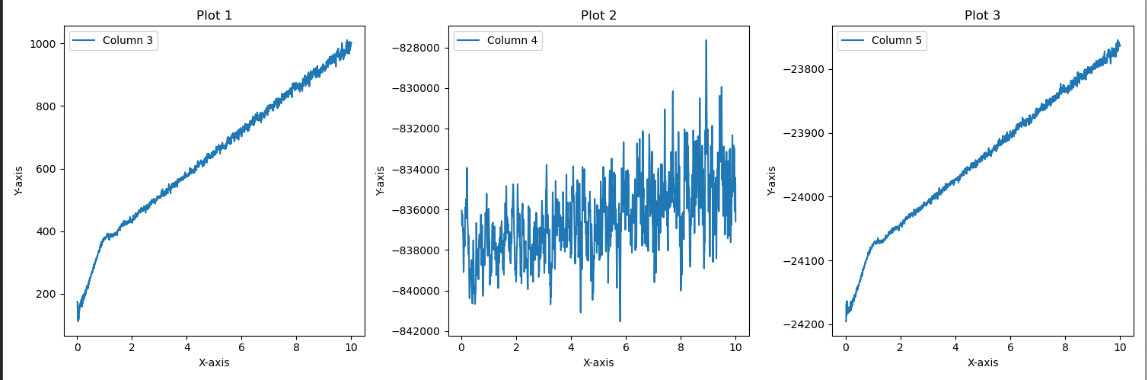 Plot 1
Column 3
1000
800
600
400
200
0 2 4 6 8 10
X-axis
Y-axis
Plot 2
Column 4
−828000
−830000
−832000
−834000
−836000
−838000
−840000
−842000
0 2 4 6 8 10
X-axis
Y-axis
Plot 3
Column 5
−23800
−23900
−24000
−24100
−24200
0 2 4 6 8 10
X-axis
Y-axis